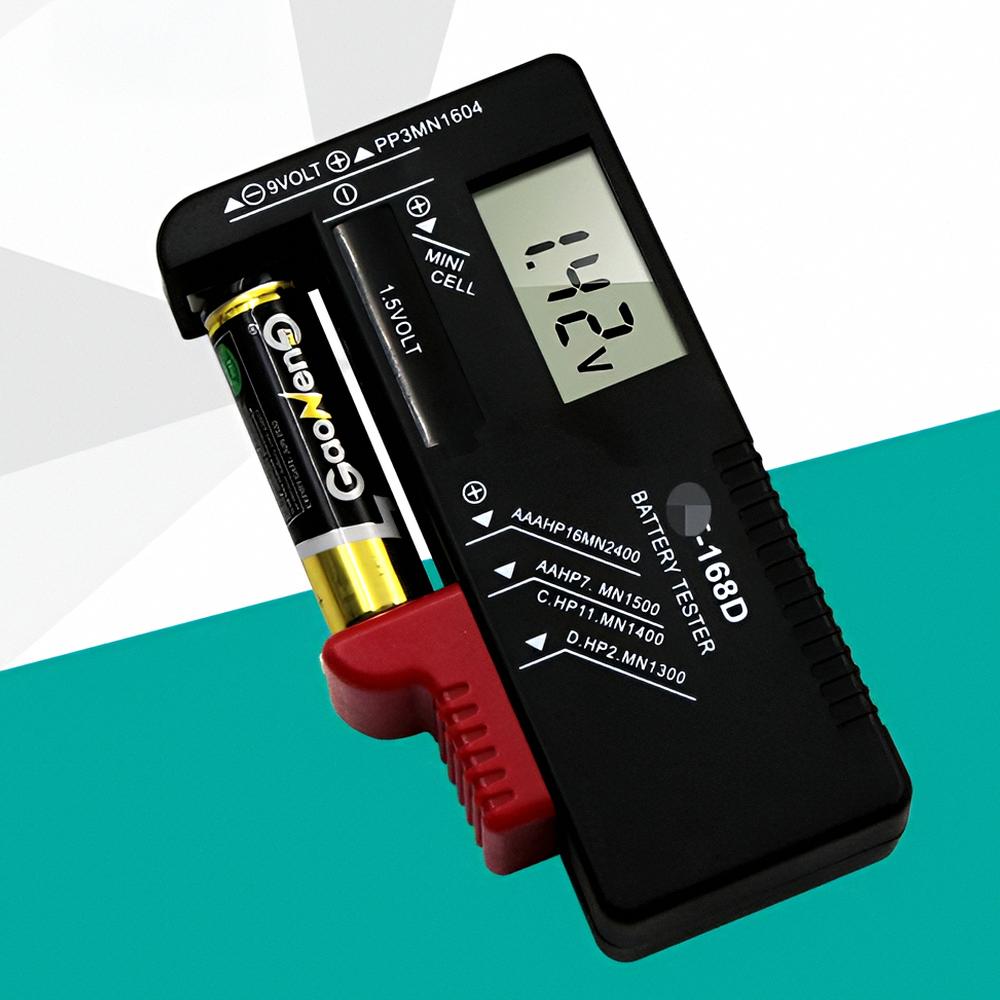 9VOLT PP3MN1604
MINI
CELL
1.5VOLT
1.42V
GaoNenG
AAAHP16MN2400
AAHP7. MN1500
C.HP11.MN1400
D.HP2.MN1300
-168D
BATTERY TESTER